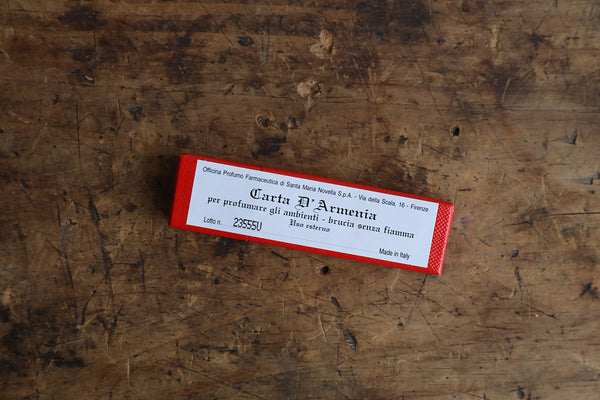 Officina Profumo Farmaceutica di Santa Maria Novella S.p.A. - Via della Scala, 16 - Firenze
Carta D'Armenia
per profumare gli ambienti - brucia senza fiamma
Uso esterno
Lotto n. 23555U
Made in Italy